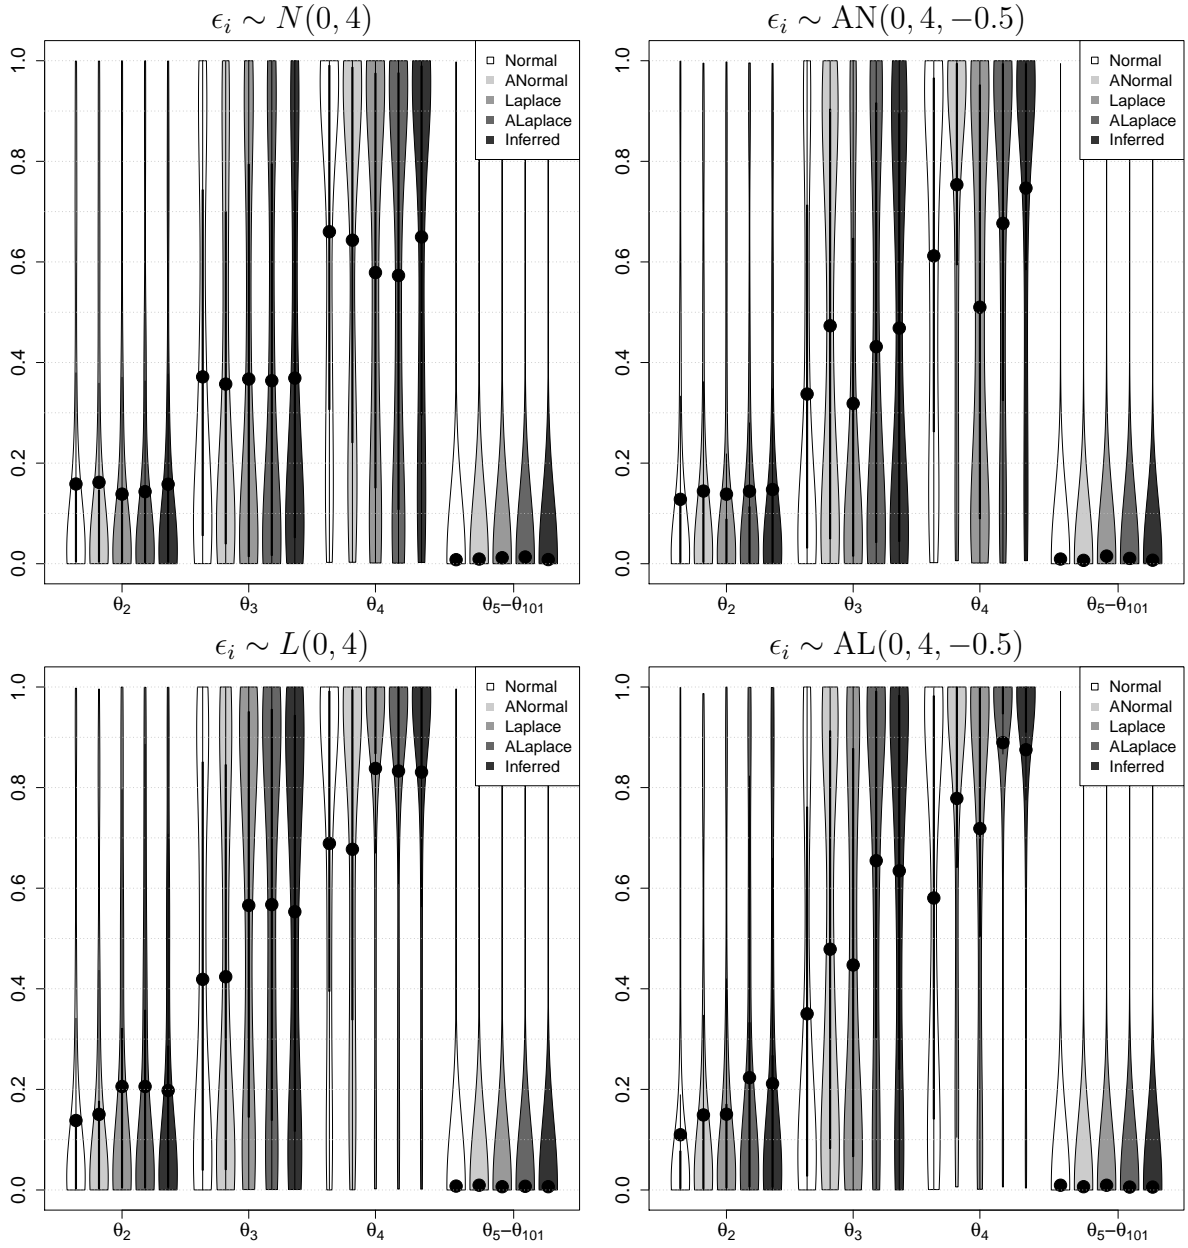 ϵᵢ ∼ N(0, 4)
1.0
0.8
0.6
0.4
0.2
0.0
Normal
ANormal
Laplace
ALaplace
Inferred
θ₂ θ₃ θ₄ θ₅−θ₁₀₁
ϵᵢ ∼ AN(0, 4, −0.5)
1.0
0.8
0.6
0.4
0.2
0.0
Normal
ANormal
Laplace
ALaplace
Inferred
θ₂ θ₃ θ₄ θ₅−θ₁₀₁
ϵᵢ ∼ L(0, 4)
1.0
0.8
0.6
0.4
0.2
0.0
Normal
ANormal
Laplace
ALaplace
Inferred
θ₂ θ₃ θ₄ θ₅−θ₁₀₁
ϵᵢ ∼ AL(0, 4, −0.5)
1.0
0.8
0.6
0.4
0.2
0.0
Normal
ANormal
Laplace
ALaplace
Inferred
θ₂ θ₃ θ₄ θ₅−θ₁₀₁